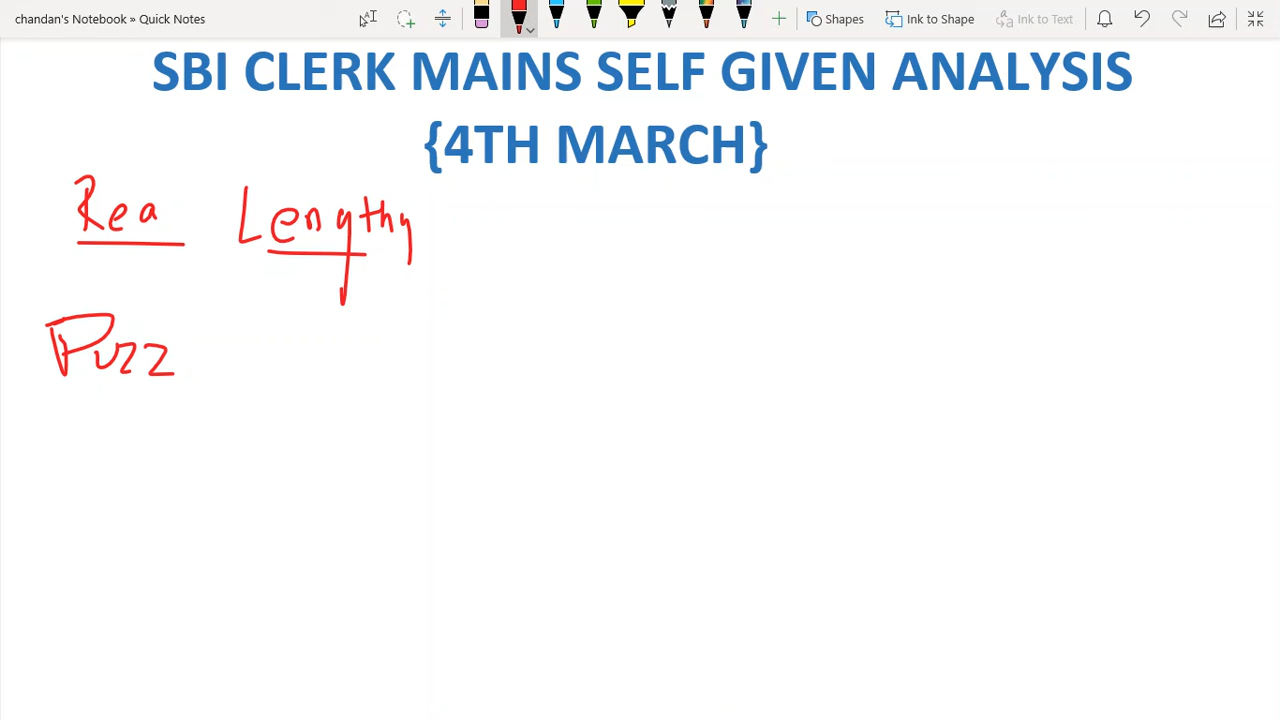 chandan's Notebook » Quick Notes Shapes Ink to Shape Ink to Text
SBI CLERK MAINS SELF GIVEN ANALYSIS
{4TH MARCH}
Rea Lengthy
Puzz